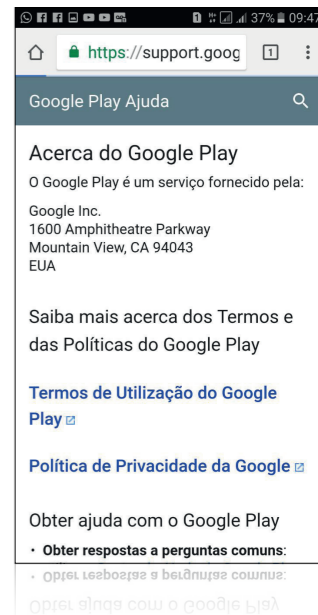 37% 09:47
https://support.goog 1
Google Play Ajuda
Acerca do Google Play
O Google Play é um serviço fornecido pela:
Google Inc.
1600 Amphitheatre Parkway
Mountain View, CA 94043
EUA
Saiba mais acerca dos Termos e
das Políticas do Google Play
Termos de Utilização do Google
Play
Política de Privacidade da Google
Obter ajuda com o Google Play
• Obter respostas a perguntas comuns: